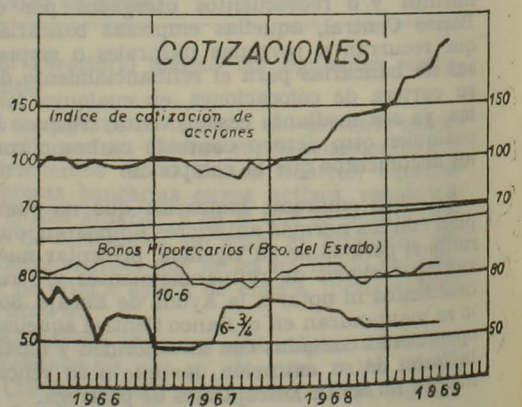 COTIZACIONES
150 150
Indice de cotización de
acciones
100 100
70 70
Bonos Hipotecarios (Bco. del Estado)
80 80
10-6
6-¾
50 50
1966 1967 1968 1969